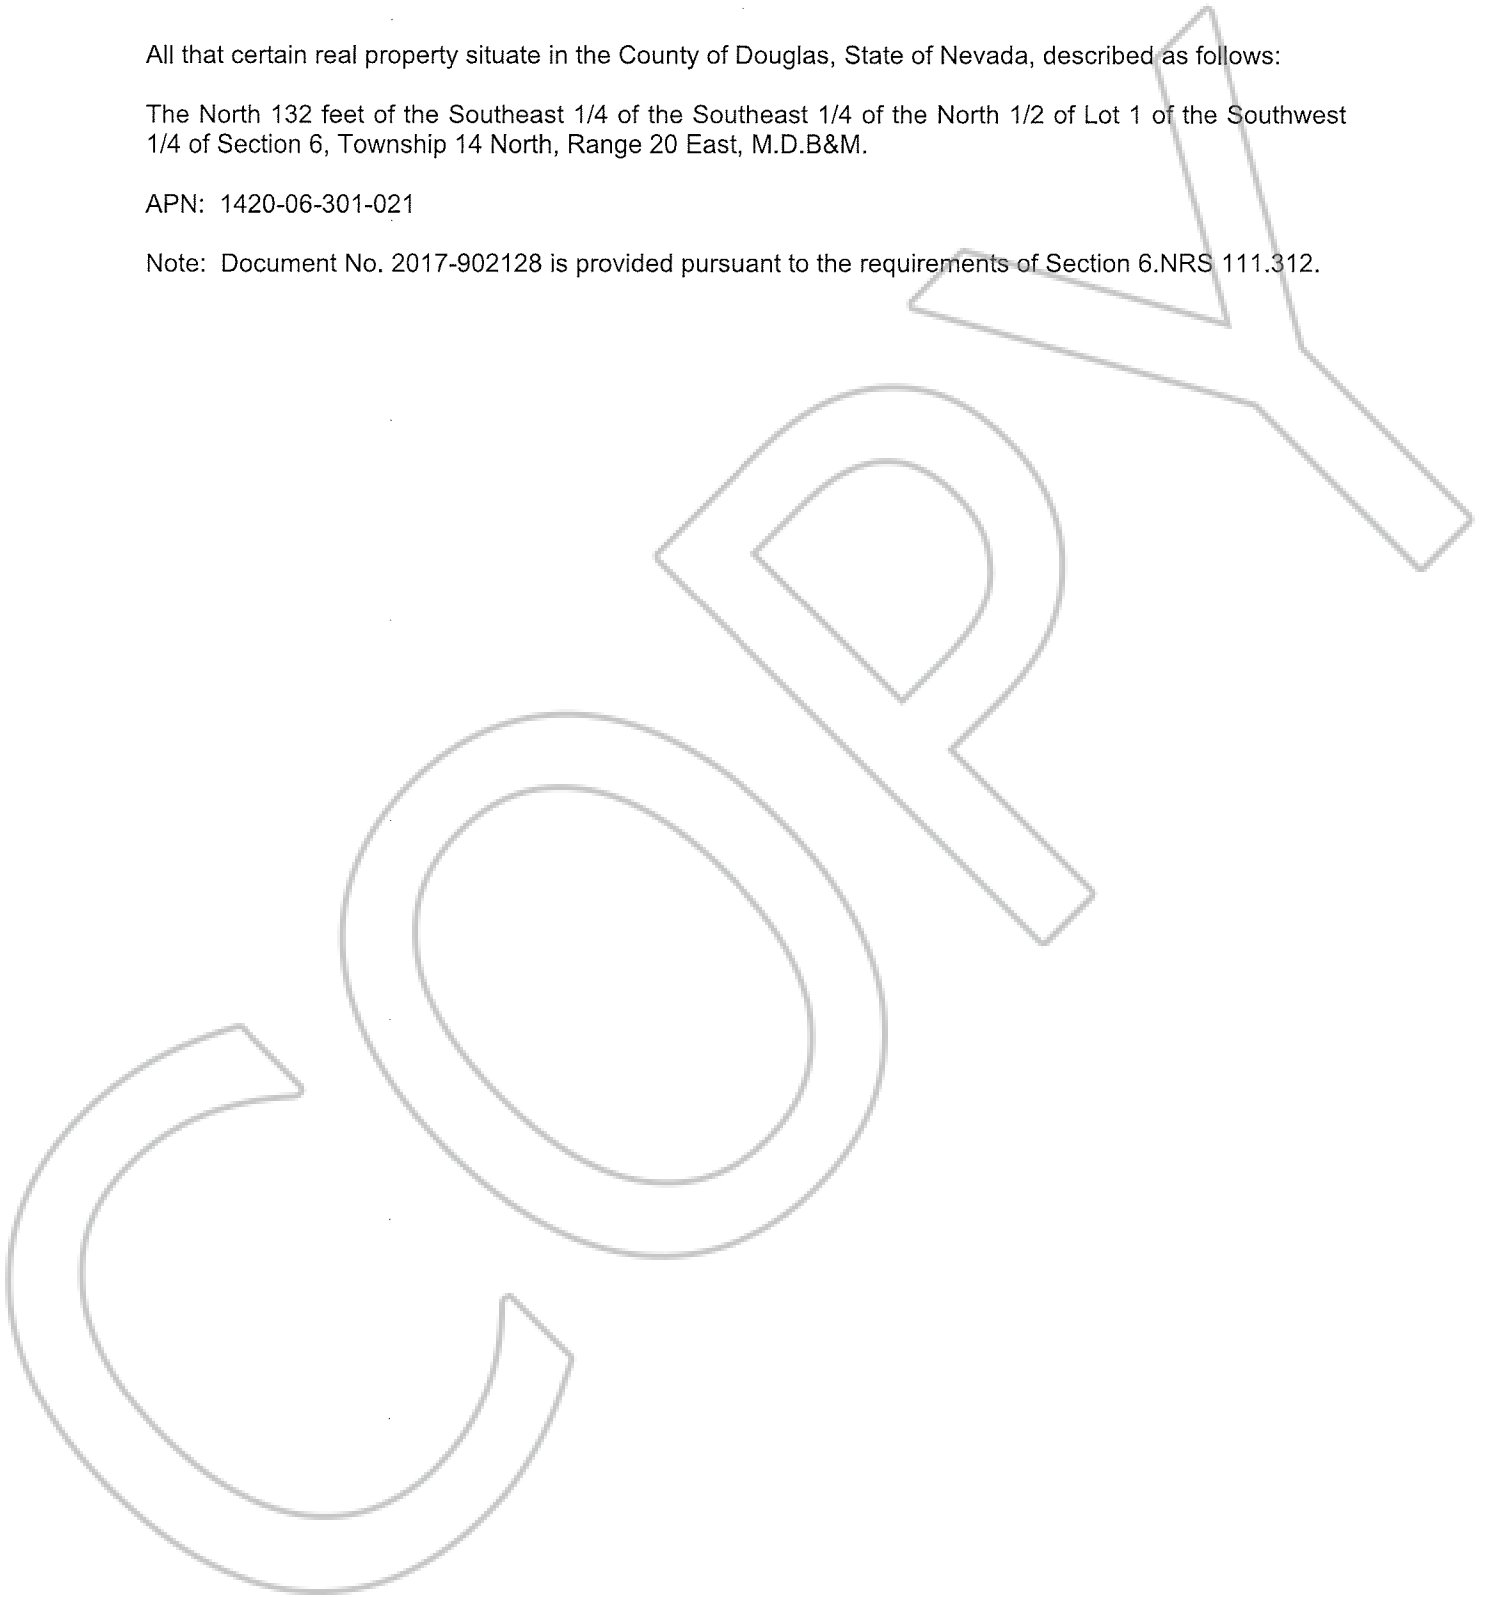 All that certain real property situate in the County of Douglas, State of Nevada, described as follows:
The North 132 feet of the Southeast 1/4 of the Southeast 1/4 of the North 1/2 of Lot 1 of the Southwest
1/4 of Section 6, Township 14 North, Range 20 East, M.D.B&M.
APN: 1420-06-301-021
Note: Document No. 2017-902128 is provided pursuant to the requirements of Section 6.NRS 111.312.
COPY